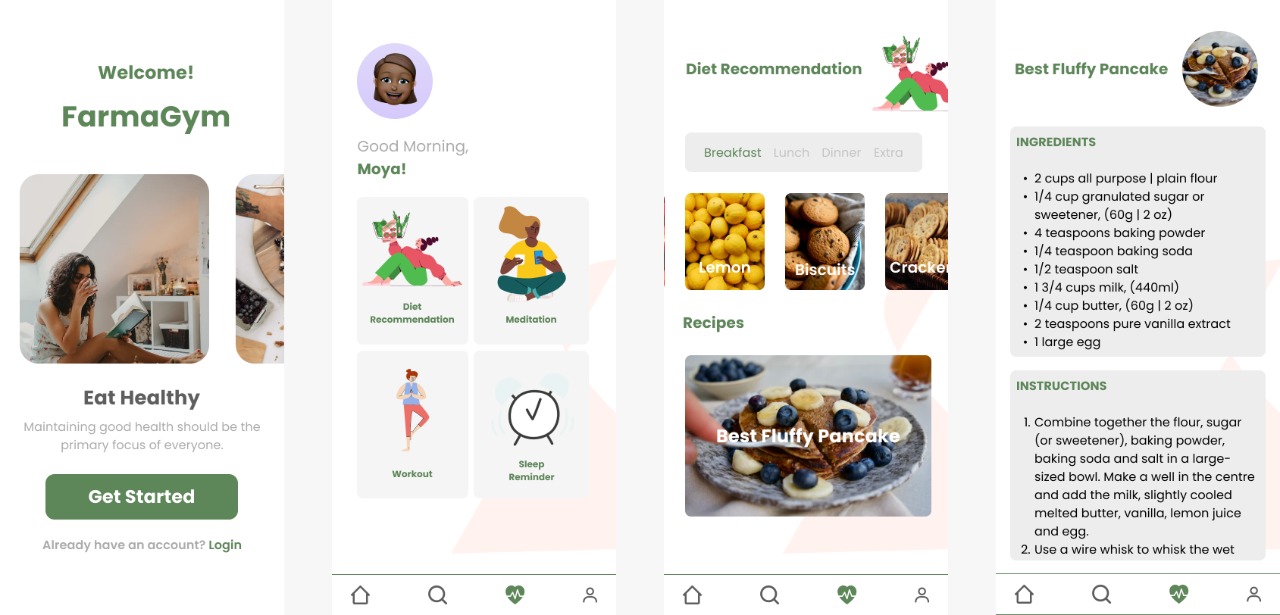 Welcome!
FarmaGym
Eat Healthy
Maintaining good health should be the
primary focus of everyone.
Get Started
Already have an account? Login
Good Morning,
Moya!
Diet
Recommendation
Meditation
Workout
Sleep
Reminder
Diet Recommendation
Breakfast Lunch Dinner Extra
Lemon
Biscuits
Cracker
Recipes
Best Fluffy Pancake
Best Fluffy Pancake
INGREDIENTS
• 2 cups all purpose | plain flour
• 1/4 cup granulated sugar or
sweetener, (60g | 2 oz)
• 4 teaspoons baking powder
• 1/4 teaspoon baking soda
• 1/2 teaspoon salt
• 1 3/4 cups milk, (440ml)
• 1/4 cup butter, (60g | 2 oz)
• 2 teaspoons pure vanilla extract
• 1 large egg
INSTRUCTIONS
1. Combine together the flour, sugar
(or sweetener), baking powder,
baking soda and salt in a large-
sized bowl. Make a well in the centre
and add the milk, slightly cooled
melted butter, vanilla, lemon juice
and egg.
2. Use a wire whisk to whisk the wet